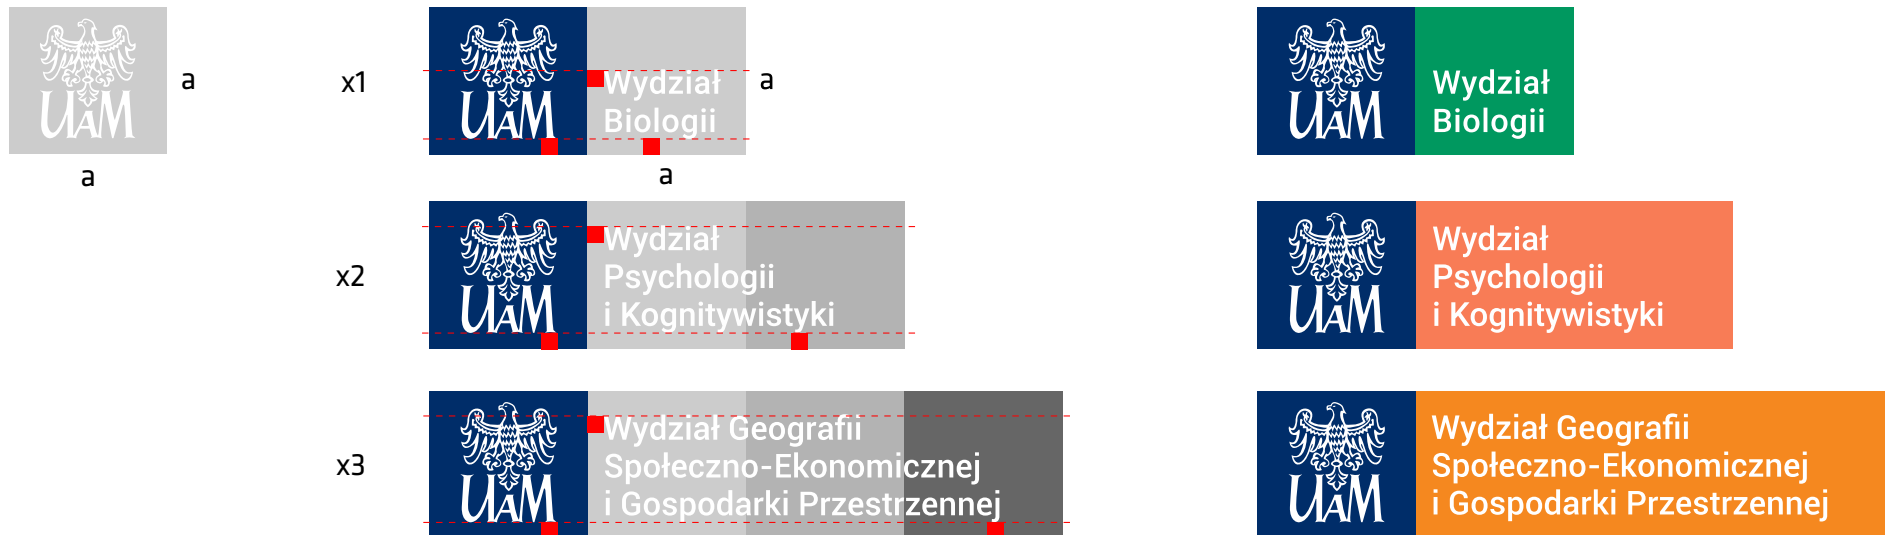 UAM
a
a
x1
UAM
Wydział
Biologii
a
a
UAM
Wydział
Biologii
x2
UAM
Wydział
Psychologii
i Kognitywistyki
UAM
Wydział
Psychologii
i Kognitywistyki
x3
UAM
Wydział Geografii
Społeczno-Ekonomicznej
i Gospodarki Przestrzennej
UAM
Wydział Geografii
Społeczno-Ekonomicznej
i Gospodarki Przestrzennej